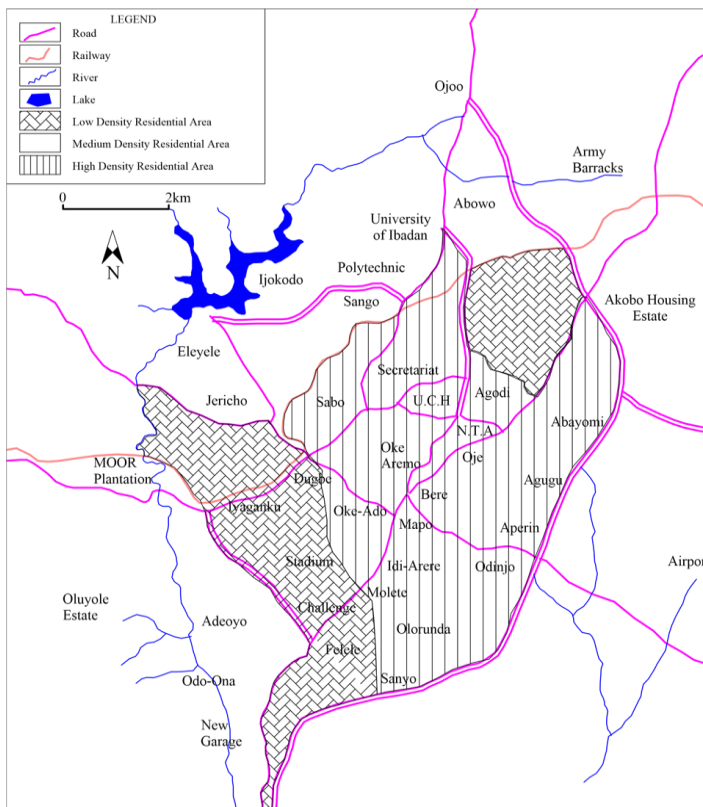 LEGEND
Road
Railway
River
Lake
Low Density Residential Area
Medium Density Residential Area
High Density Residential Area
0 2km
N
Ojoo
Army
Barracks
Abowo
University
of Ibadan
Polytechnic
Ijokodo
Sango
Akobo Housing
Estate
Eleyele
Secretariat
Jericho
Sabo
U.C.H
Agodi
Abayomi
N.T.A
Oke
Aremo
Oje
MOOR
Plantation
Dugbe
Agugu
Bere
Iyaganku
Oke-Ado
Mapo
Aperin
Stadium
Idi-Arere
Odinjo
Airpor
Molete
Oluyole
Estate
Challenge
Adeoyo
Olorunda
Felele
Odo-Ona
Sanyo
New
Garage